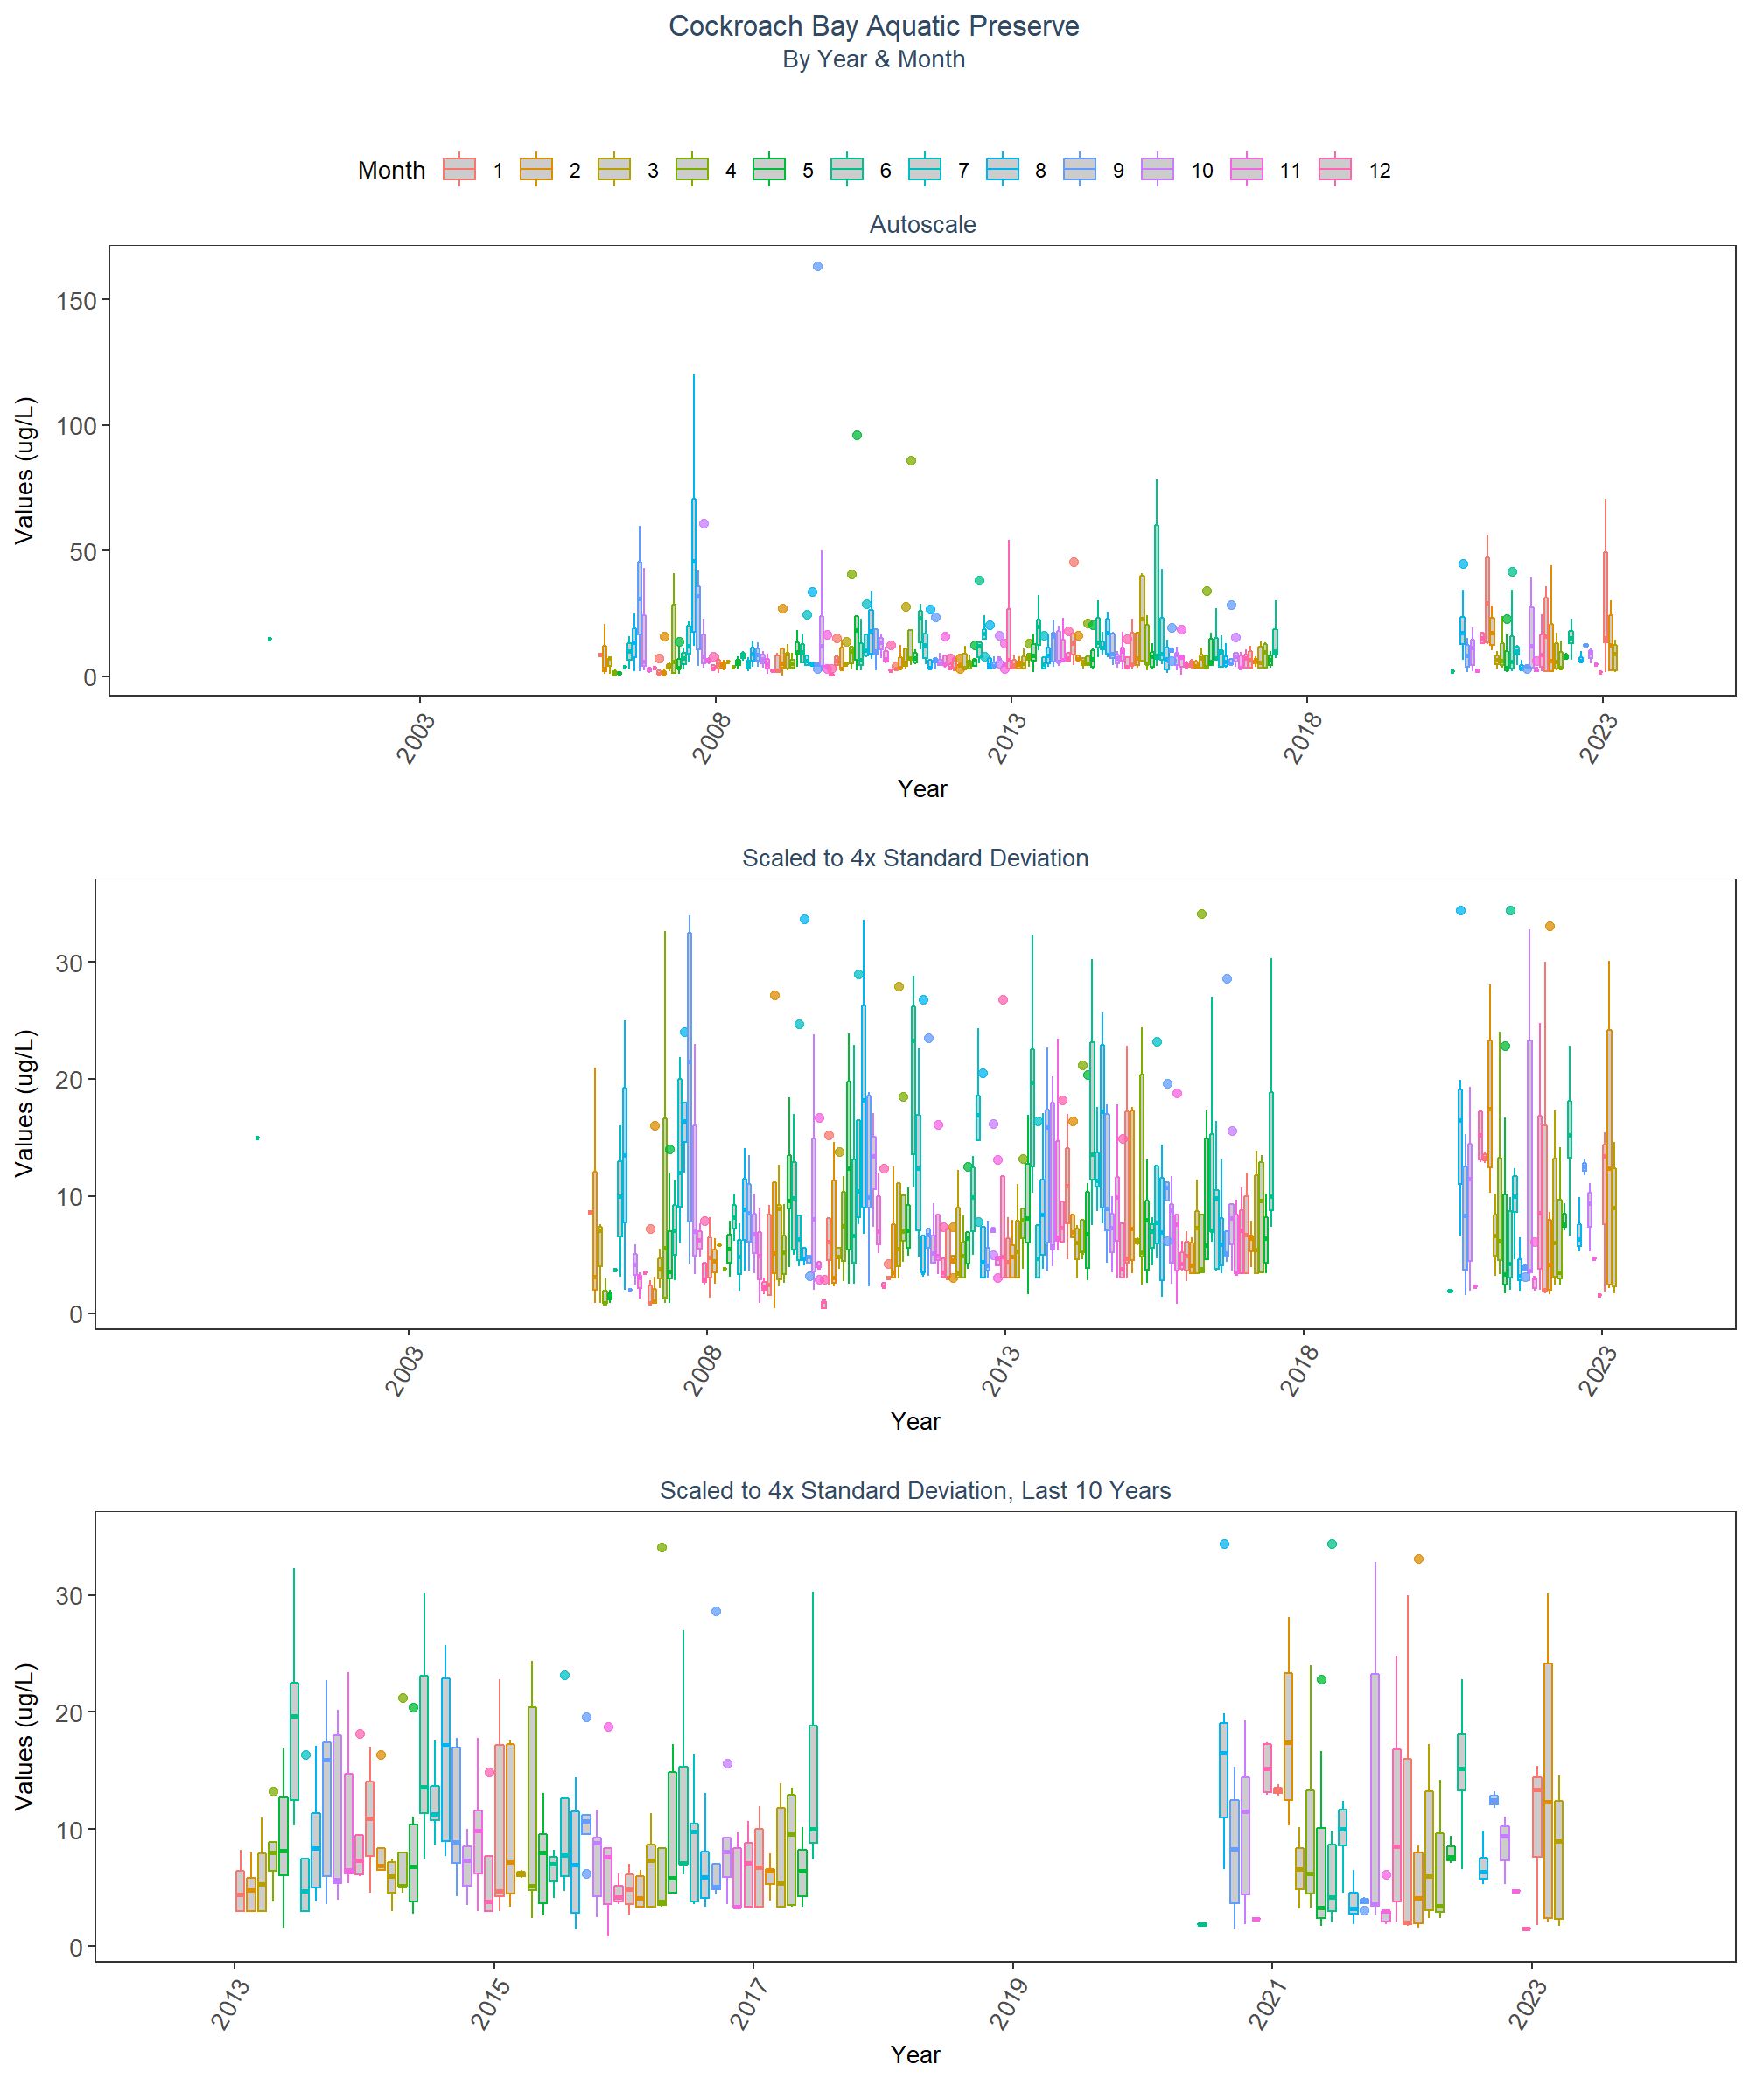 Cockroach Bay Aquatic Preserve
By Year & Month
Month 1 2 3 4 5 6 7 8 9 10 11 12
Autoscale
Values (ug/L)
150
100
50
0
2003 2008 2013 2018 2023
Year
Scaled to 4x Standard Deviation
Values (ug/L)
30
20
10
0
2003 2008 2013 2018 2023
Year
Scaled to 4x Standard Deviation, Last 10 Years
Values (ug/L)
30
20
10
0
2013 2015 2017 2019 2021 2023
Year